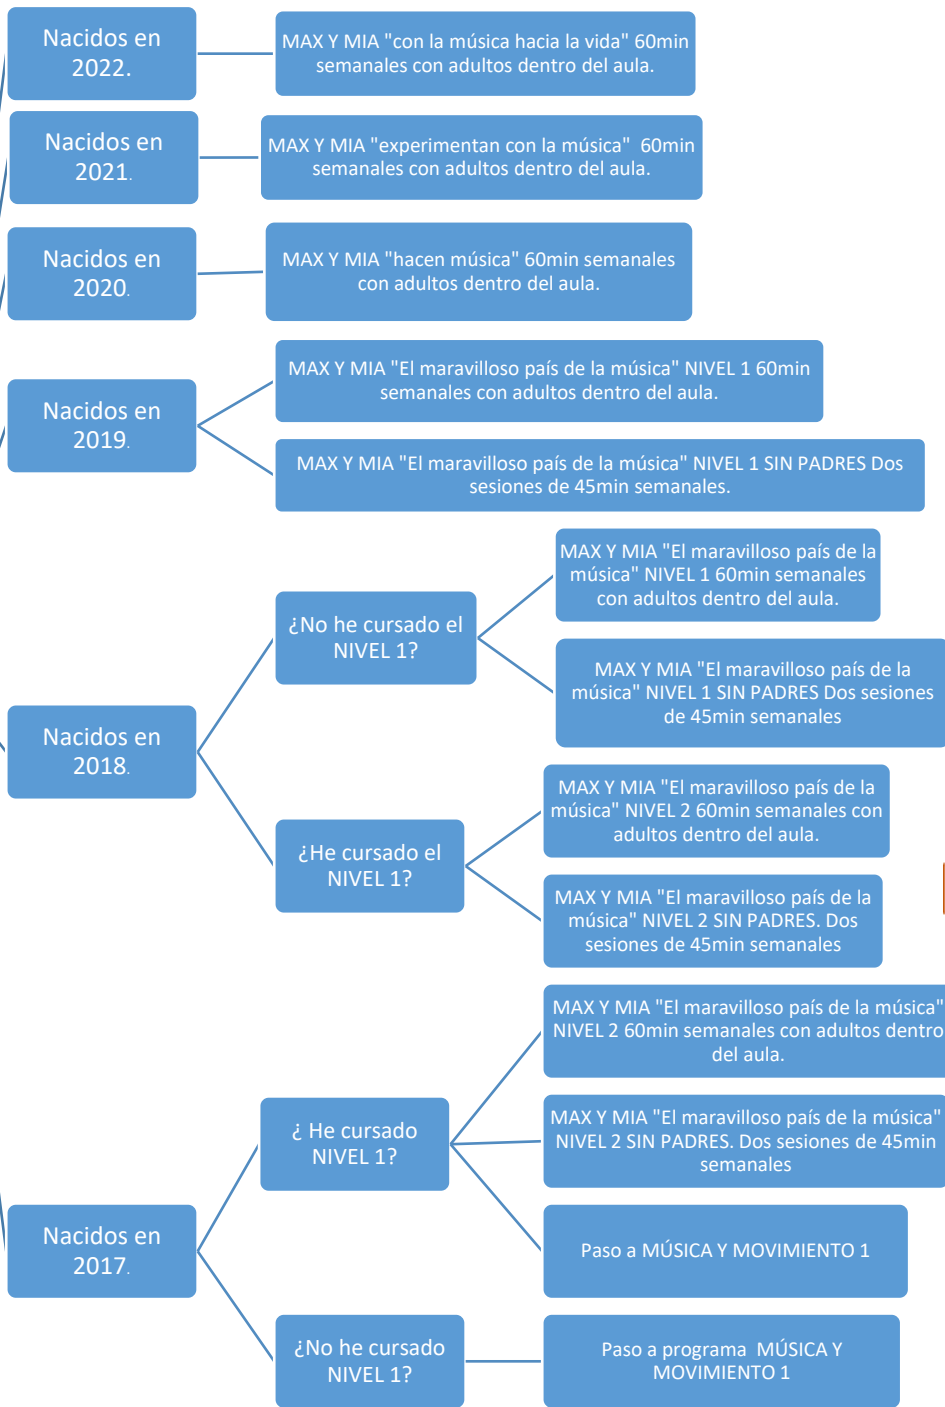 Nacidos en
2022.
MAX Y MIA "con la música hacia la vida" 60min
semanales con adultos dentro del aula.
Nacidos en
2021.
MAX Y MIA "experimentan con la música"  60min
semanales con adultos dentro del aula.
Nacidos en
2020.
MAX Y MIA "hacen música" 60min semanales
con adultos dentro del aula.
Nacidos en
2019.
MAX Y MIA "El maravilloso país de la música" NIVEL 1 60min
semanales con adultos dentro del aula.
MAX Y MIA "El maravilloso país de la música" NIVEL 1 SIN PADRES Dos
sesiones de 45min semanales.
Nacidos en
2018.
¿No he cursado el
NIVEL 1?
MAX Y MIA "El maravilloso país de la
música" NIVEL 1 60min semanales
con adultos dentro del aula.
MAX Y MIA "El maravilloso país de la
música" NIVEL 1 SIN PADRES Dos sesiones
de 45min semanales
¿He cursado el
NIVEL 1?
MAX Y MIA "El maravilloso país de la
música" NIVEL 2 60min semanales con
adultos dentro del aula.
MAX Y MIA "El maravilloso país de la
música" NIVEL 2 SIN PADRES. Dos
sesiones de 45min semanales
Nacidos en
2017.
¿ He cursado
NIVEL 1?
MAX Y MIA "El maravilloso país de la música"
NIVEL 2 60min semanales con adultos dentro
del aula.
MAX Y MIA "El maravilloso país de la música"
NIVEL 2 SIN PADRES. Dos sesiones de 45min
semanales
Paso a MÚSICA Y MOVIMIENTO 1
¿No he cursado
NIVEL 1?
Paso a programa  MÚSICA Y
MOVIMIENTO 1